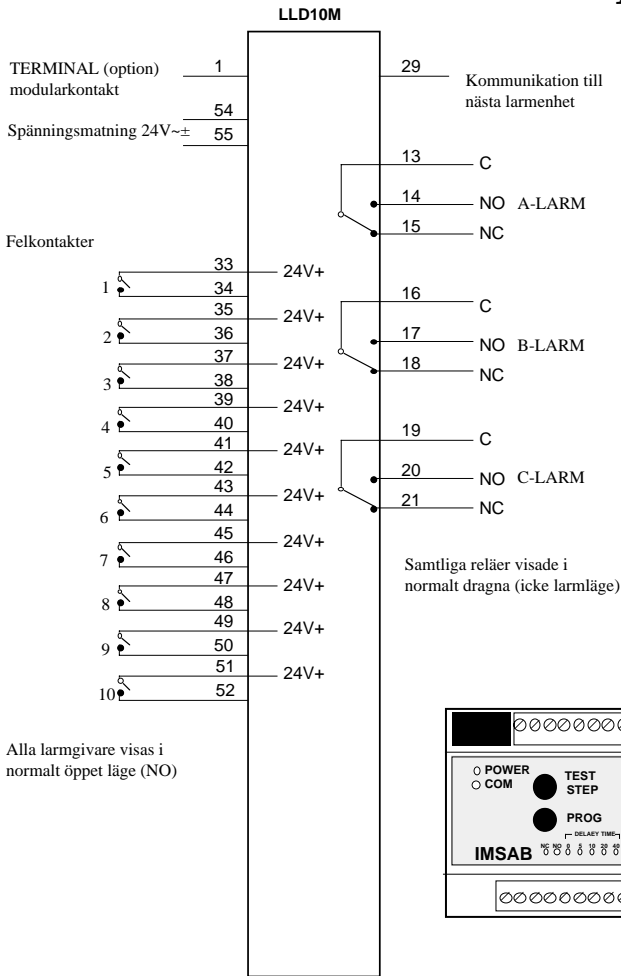 LLD10M
TERMINAL (option)
modularkontakt
1
29
Kommunikation till
nästa larmenhet
54
Spänningsmatning 24V~±
55
13
C
14
NO A-LARM
15
NC
Felkontakter
33
24V+
1
34
35
24V+
2
36
37
24V+
3
38
39
24V+
4
40
41
24V+
5
42
43
24V+
6
44
45
24V+
7
46
47
24V+
8
48
49
24V+
9
50
51
24V+
10
52
16
C
17
NO B-LARM
18
NC
19
C
20
NO C-LARM
21
NC
Samtliga reläer visade i
normalt dragna (icke larmläge)
Alla larmgivare visas i
normalt öppet läge (NO)
POWER
COM
TEST
STEP
PROG
DELAEY TIME
IMSAB
NC NO 0 5 10 20 40